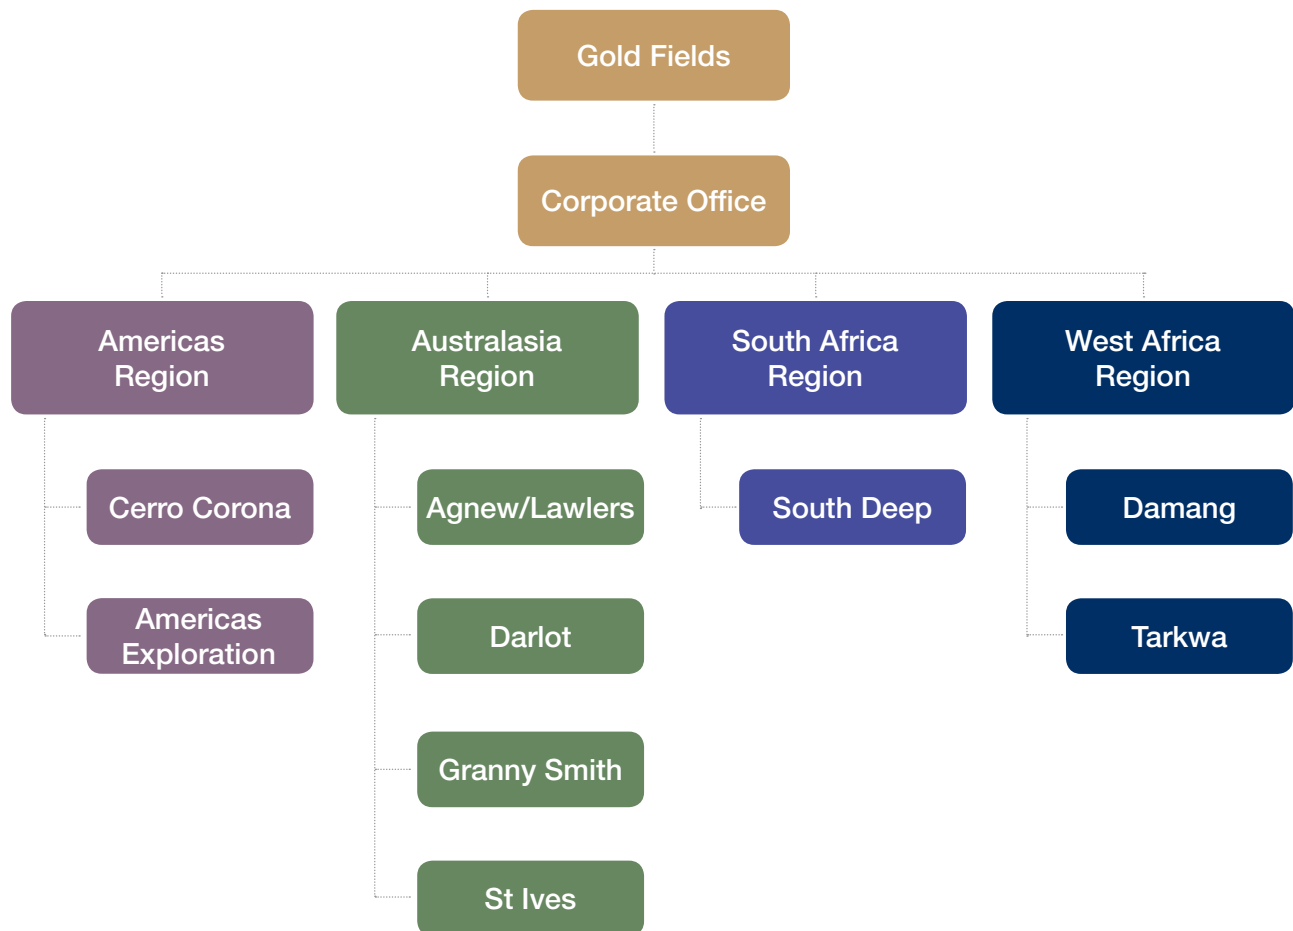 Gold Fields
Corporate Office
Americas
Region
Australasia
Region
South Africa
Region
West Africa
Region
Cerro Corona
Agnew/Lawlers
South Deep
Damang
Americas
Exploration
Darlot
Tarkwa
Granny Smith
St Ives